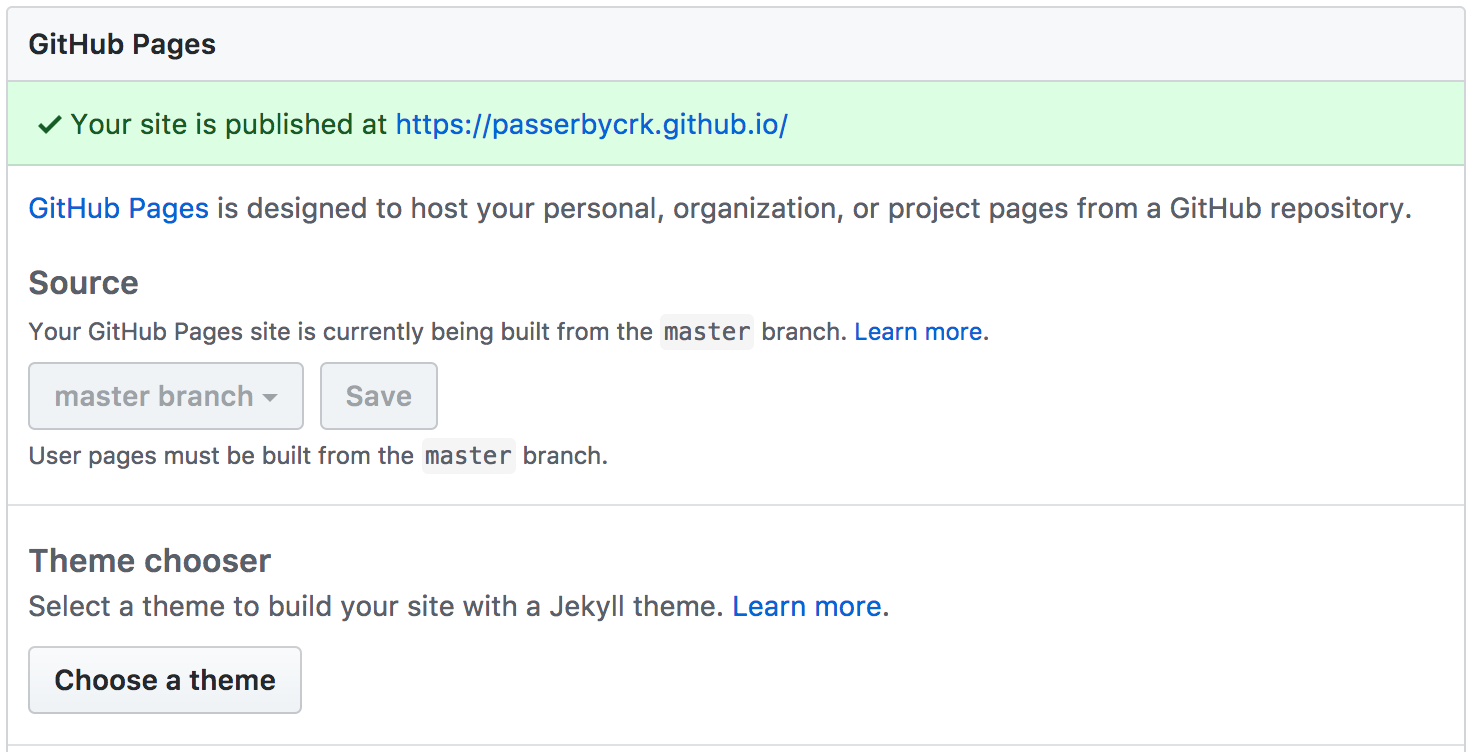 GitHub Pages
✓ Your site is published at https://passerbycrk.github.io/
GitHub Pages is designed to host your personal, organization, or project pages from a GitHub repository.
Source
Your GitHub Pages site is currently being built from the master branch. Learn more.
master branch
Save
User pages must be built from the master branch.
Theme chooser
Select a theme to build your site with a Jekyll theme. Learn more.
Choose a theme